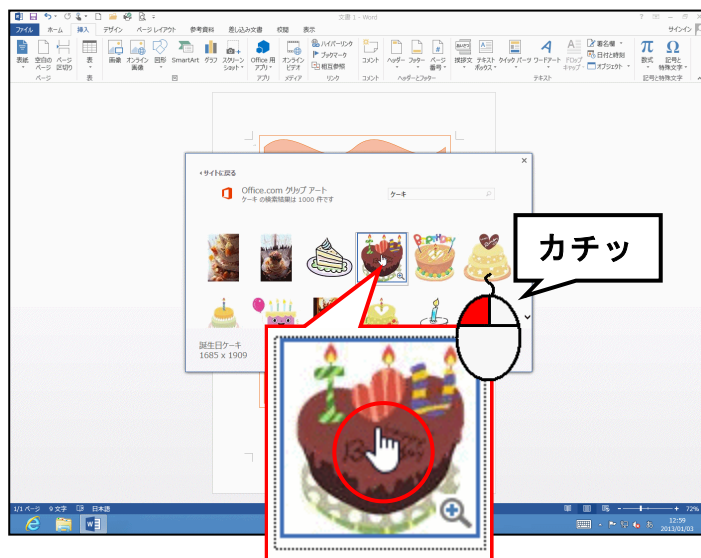 文書 1 - Word
ファイル ホーム 挿入 デザイン ページ レイアウト 参考資料 差し込み文書 校閲 表示 サインイン
表紙 空白のページ ページ区切り 表 画像 オンライン画像 図形 SmartArt グラフ スクリーンショット Office 用アプリ オンラインビデオ
ハイパーリンク
ブックマーク
相互参照
コメント ヘッダー フッター ページ番号 挨拶文 テキストボックス クイック パーツ ワードアート ドロップキャップ
署名欄
日付と時刻
オブジェクト
数式 記号と特殊文字
ページ 表 図 アプリ メディア リンク コメント ヘッダーとフッター テキスト 記号と特殊文字
サイトに戻る
Office.com クリップ アート
ケーキ の検索結果は 1000 件です
ケーキ
カチッ
誕生日ケーキ
1685 x 1909
13
1/1 ページ 9 文字 日本語 72%
12:59
2013/01/03